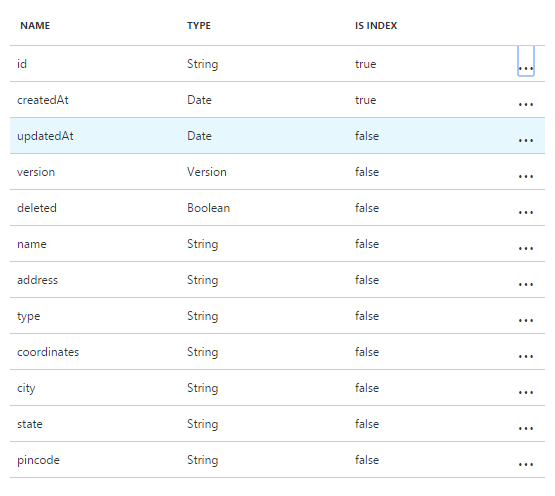 NAME TYPE IS INDEX
id String true ...
createdAt Date true ...
updatedAt Date false ...
version Version false ...
deleted Boolean false ...
name String false ...
address String false ...
type String false ...
coordinates String false ...
city String false ...
state String false ...
pincode String false ...